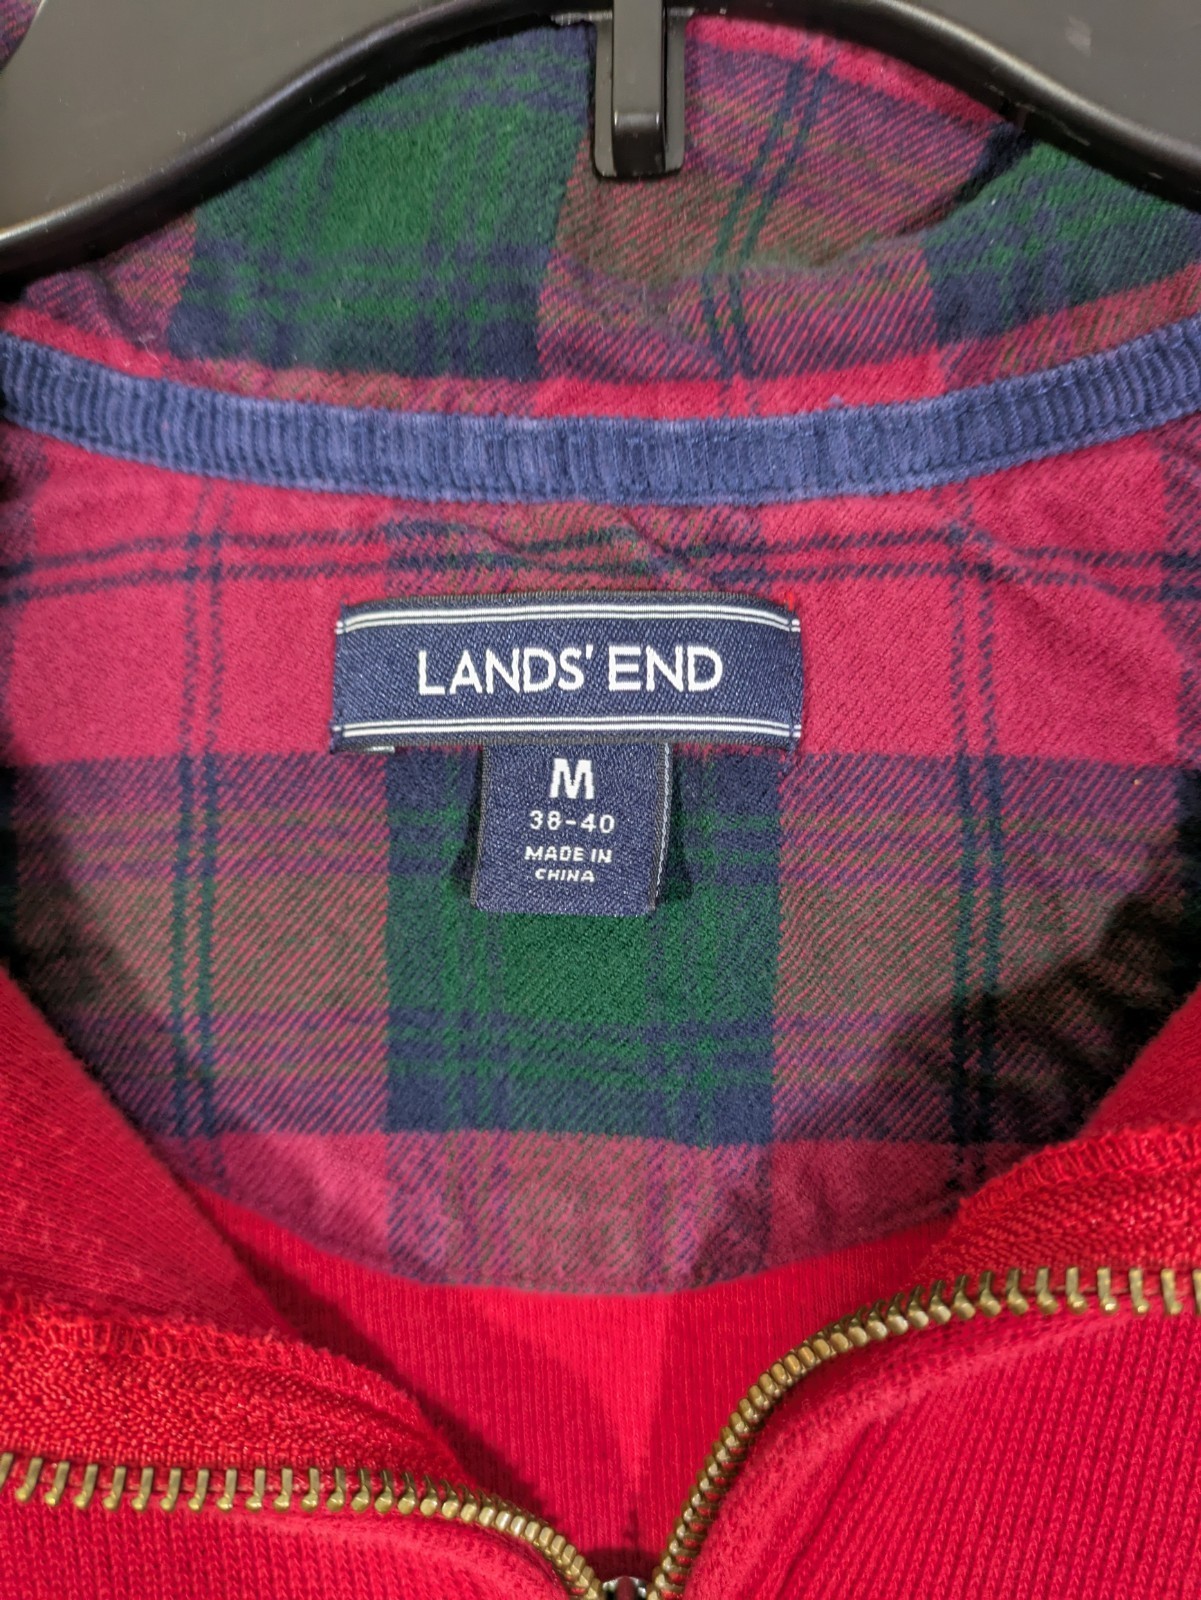 LANDS' END
M
38-40
MADE IN
CHINA